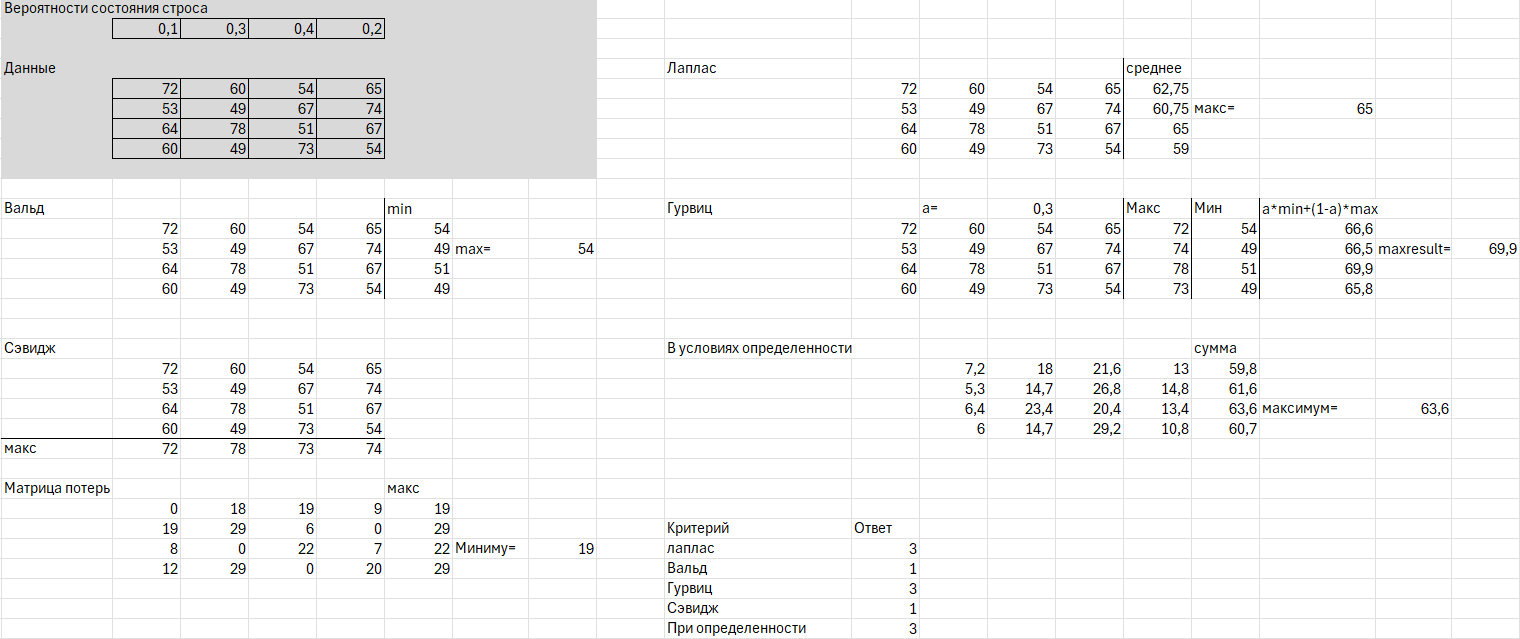 Вероятности состояния строса
0,1 0,3 0,4 0,2
Данные
72 60 54 65
53 49 67 74
64 78 51 67
60 49 73 54
Лаплас среднее
72 60 54 65 62,75
53 49 67 74 60,75 макс= 65
64 78 51 67 65
60 49 73 54 59
Вальд min
72 60 54 65 54
53 49 67 74 49 max= 54
64 78 51 67 51
60 49 73 54 49
Гурвиц a= 0,3 Макс Мин a*min+(1-a)*max
72 60 54 65 72 54 66,6
53 49 67 74 74 49 66,5 maxresult= 69,9
64 78 51 67 78 51 69,9
60 49 73 54 73 49 65,8
Сэвидж
72 60 54 65
53 49 67 74
64 78 51 67
60 49 73 54
макс 72 78 73 74
В условиях определенности сумма
7,2 18 21,6 13 59,8
5,3 14,7 26,8 14,8 61,6
6,4 23,4 20,4 13,4 63,6 максимум= 63,6
6 14,7 29,2 10,8 60,7
Матрица потерь макс
0 18 19 9 19
19 29 6 0 29
8 0 22 7 22 Миниму= 19
12 29 0 20 29
Критерий Ответ
лаплас 3
Вальд 1
Гурвиц 3
Сэвидж 1
При определенности 3